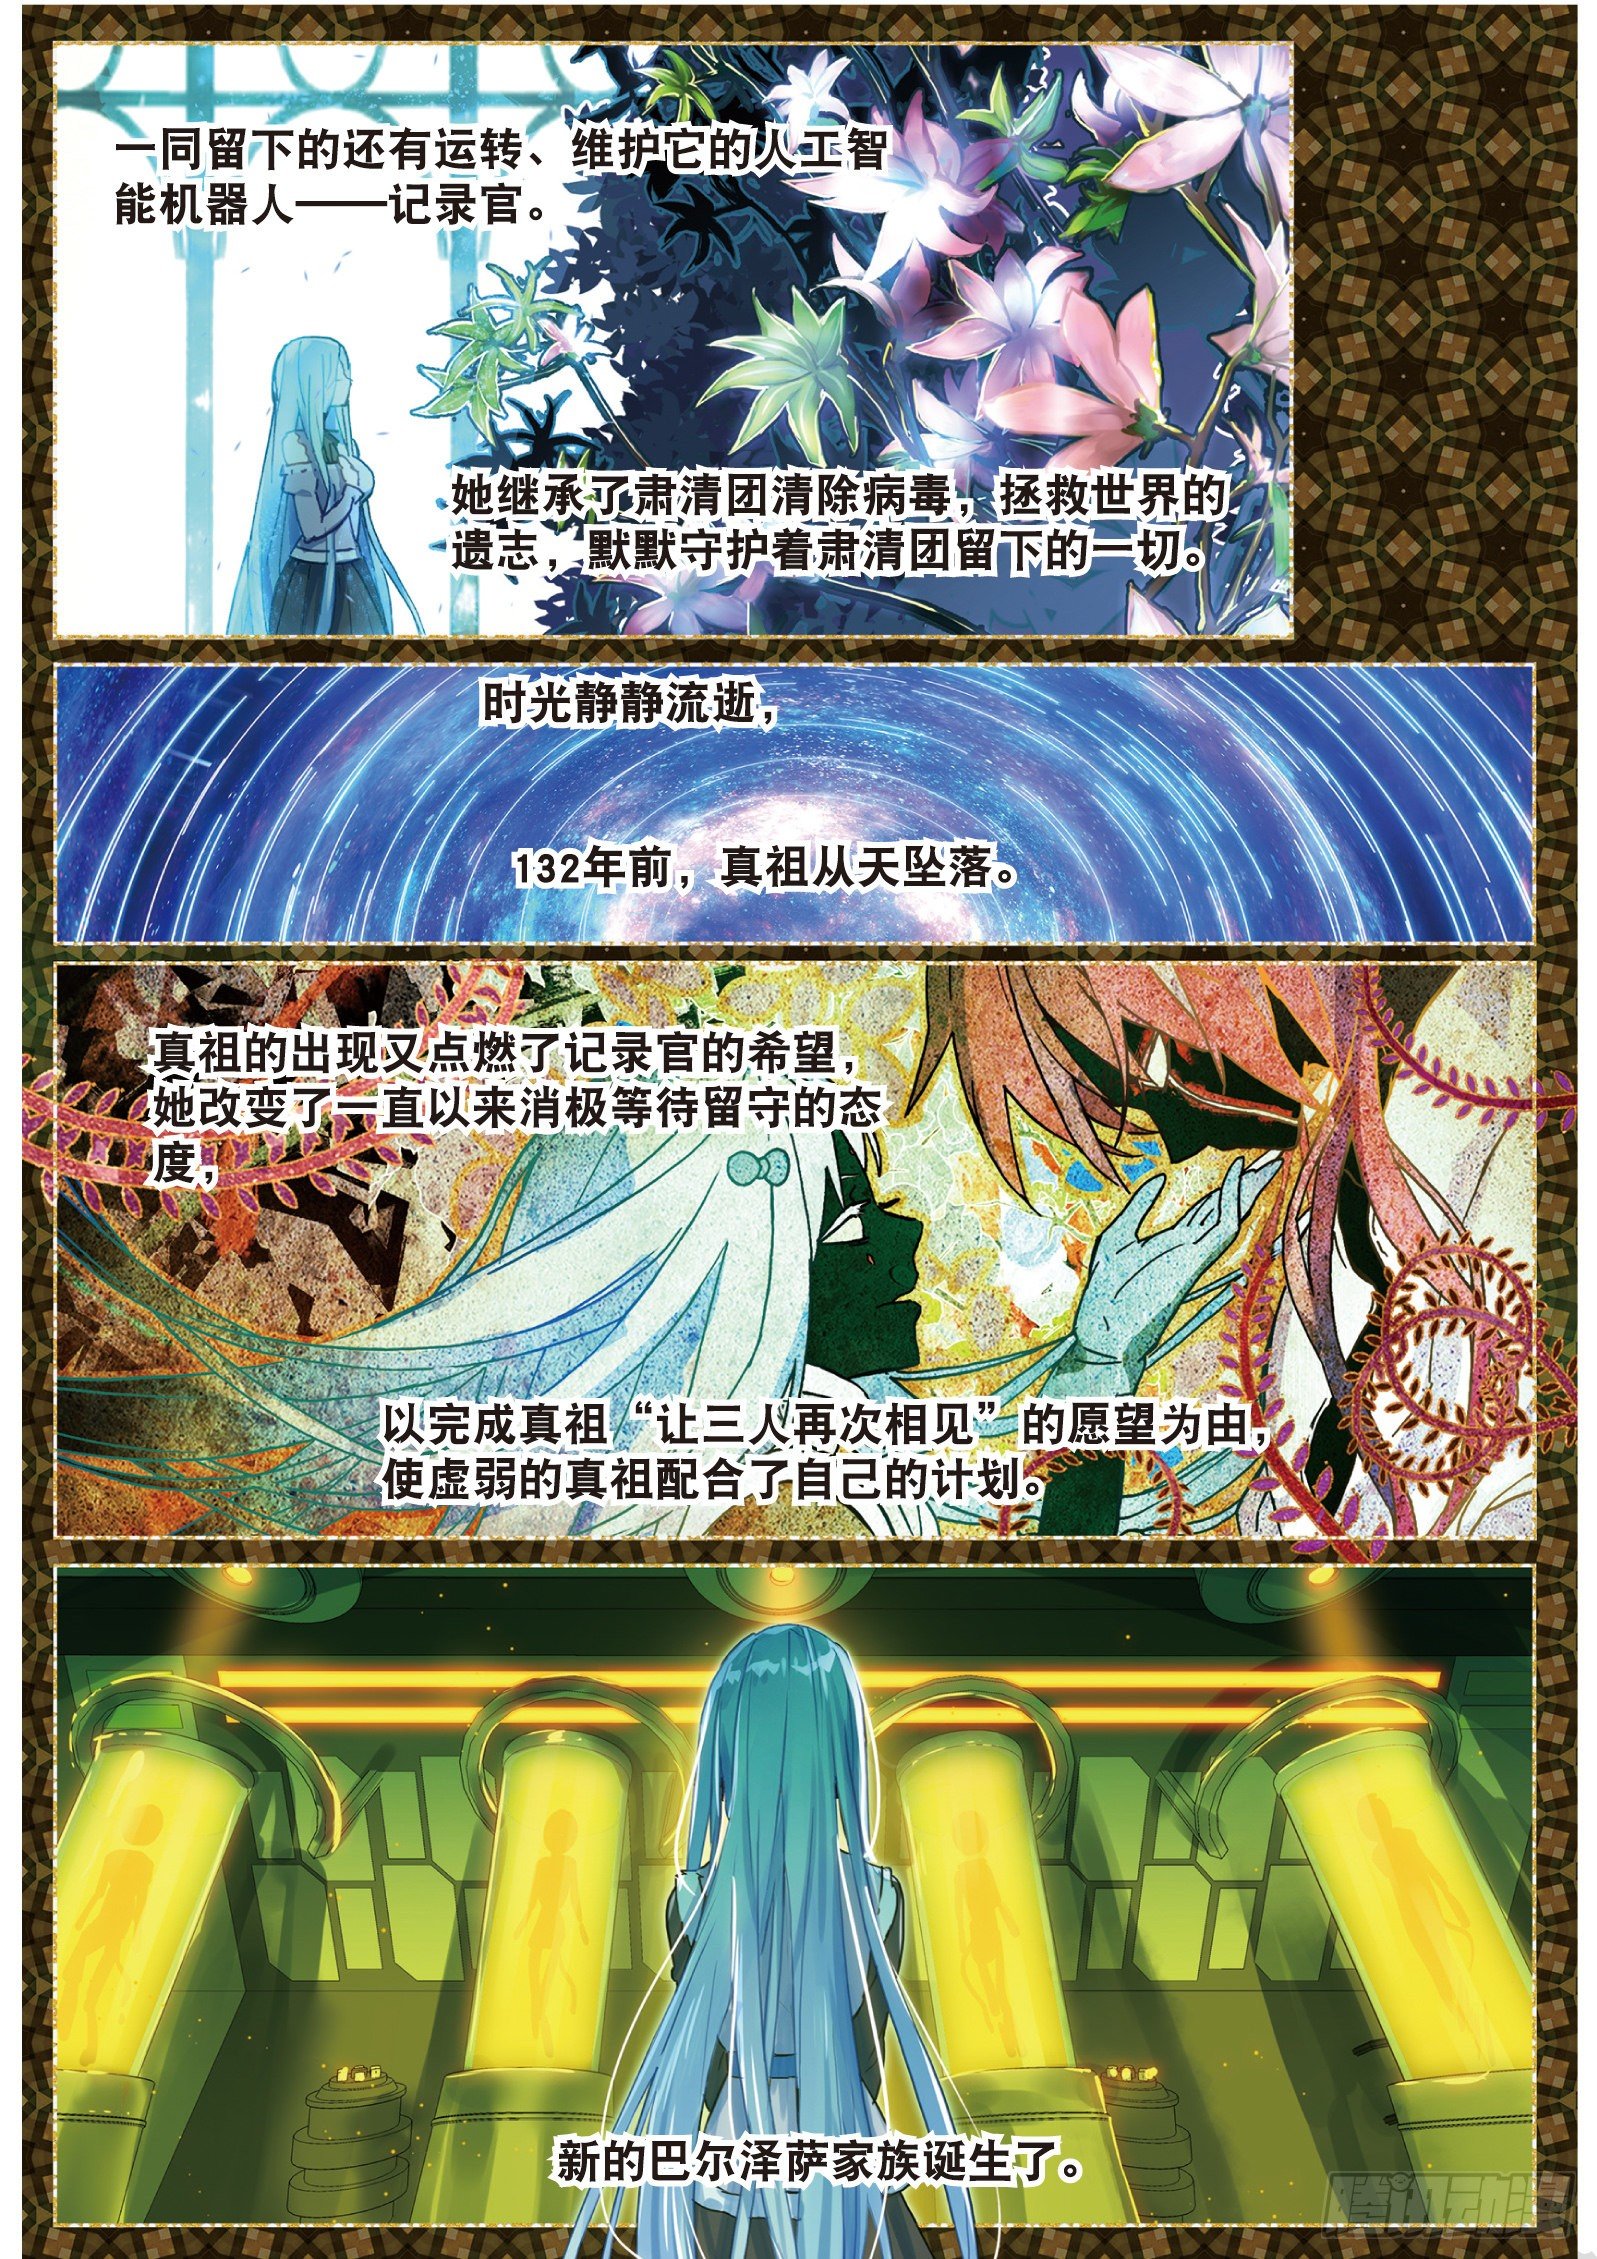 一同留下的还有运转、维护它的人工智
能机器人——记录官。
她继承了肃清团清除病毒，拯救世界的
遗志，默默守护着肃清团留下的一切。
时光静静流逝，
132年前，真祖从天坠落。
真祖的出现又点燃了记录官的希望，
她改变了一直以来消极等待留守的态
度，
以完成真祖“让三人再次相见”的愿望为由，
使虚弱的真祖配合了自己的计划。
新的巴尔泽萨家族诞生了。
腾讯动漫